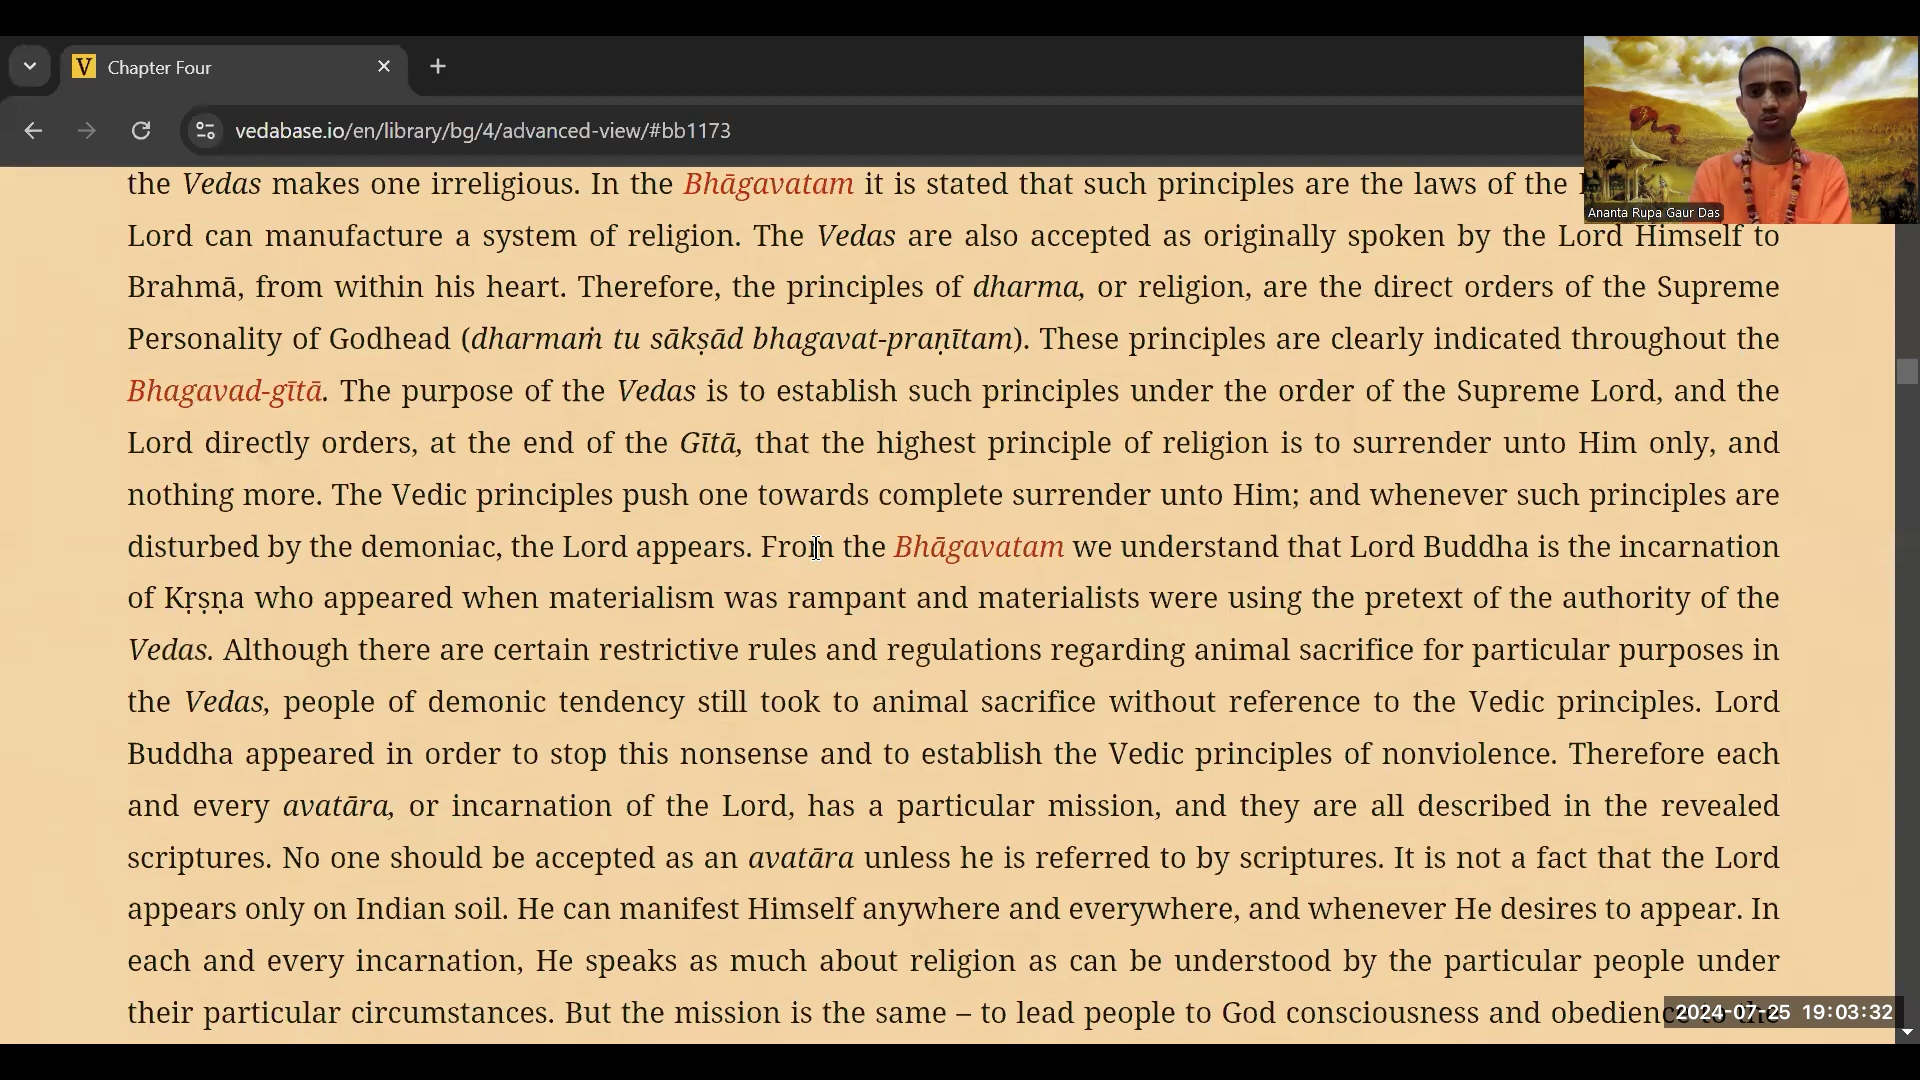 Chapter Four
vedabase.io/en/library/bg/4/advanced-view/#bb1173
Ananta Rupa Gaur Das
the Vedas makes one irreligious. In the Bhāgavatam it is stated that such principles are the laws of the
Lord can manufacture a system of religion. The Vedas are also accepted as originally spoken by the Lord Himself to
Brahmā, from within his heart. Therefore, the principles of dharma, or religion, are the direct orders of the Supreme
Personality of Godhead (dharmaṁ tu sākṣād bhagavat-praṇītam). These principles are clearly indicated throughout the
Bhagavad-gītā. The purpose of the Vedas is to establish such principles under the order of the Supreme Lord, and the
Lord directly orders, at the end of the Gītā, that the highest principle of religion is to surrender unto Him only, and
nothing more. The Vedic principles push one towards complete surrender unto Him; and whenever such principles are
disturbed by the demoniac, the Lord appears. From the Bhāgavatam we understand that Lord Buddha is the incarnation
of Kṛṣṇa who appeared when materialism was rampant and materialists were using the pretext of the authority of the
Vedas. Although there are certain restrictive rules and regulations regarding animal sacrifice for particular purposes in
the Vedas, people of demonic tendency still took to animal sacrifice without reference to the Vedic principles. Lord
Buddha appeared in order to stop this nonsense and to establish the Vedic principles of nonviolence. Therefore each
and every avatāra, or incarnation of the Lord, has a particular mission, and they are all described in the revealed
scriptures. No one should be accepted as an avatāra unless he is referred to by scriptures. It is not a fact that the Lord
appears only on Indian soil. He can manifest Himself anywhere and everywhere, and whenever He desires to appear. In
each and every incarnation, He speaks as much about religion as can be understood by the particular people under
their particular circumstances. But the mission is the same – to lead people to God consciousness and obedience to the
2024-07-25 19:03:32